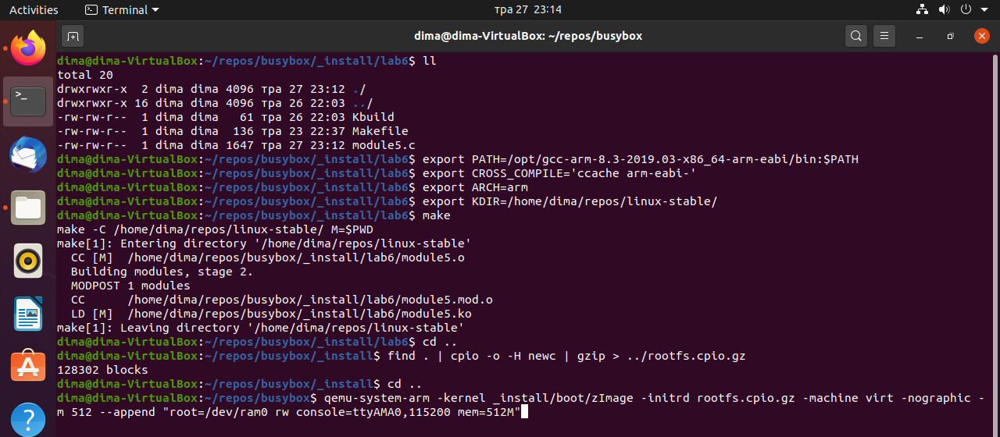 Activities Terminal тра 27 23:14
dima@dima-VirtualBox: ~/repos/busybox
dima@dima-VirtualBox:~/repos/busybox/_install/lab6$ ll
total 20
drwxrwxr-x  2 dima dima 4096 тра 27 23:12 ./
drwxrwxr-x 16 dima dima 4096 тра 26 22:03 ../
-rw-rw-r--  1 dima dima   61 тра 26 22:03 Kbuild
-rw-rw-r--  1 dima dima  136 тра 23 22:37 Makefile
-rw-rw-r--  1 dima dima 1647 тра 27 23:12 module5.c
dima@dima-VirtualBox:~/repos/busybox/_install/lab6$ export PATH=/opt/gcc-arm-8.3-2019.03-x86_64-arm-eabi/bin:$PATH
dima@dima-VirtualBox:~/repos/busybox/_install/lab6$ export CROSS_COMPILE='ccache arm-eabi-'
dima@dima-VirtualBox:~/repos/busybox/_install/lab6$ export ARCH=arm
dima@dima-VirtualBox:~/repos/busybox/_install/lab6$ export KDIR=/home/dima/repos/linux-stable/
dima@dima-VirtualBox:~/repos/busybox/_install/lab6$ make
make -C /home/dima/repos/linux-stable/ M=$PWD
make[1]: Entering directory '/home/dima/repos/linux-stable'
  CC [M]  /home/dima/repos/busybox/_install/lab6/module5.o
  Building modules, stage 2.
  MODPOST 1 modules
  CC      /home/dima/repos/busybox/_install/lab6/module5.mod.o
  LD [M]  /home/dima/repos/busybox/_install/lab6/module5.ko
make[1]: Leaving directory '/home/dima/repos/linux-stable'
dima@dima-VirtualBox:~/repos/busybox/_install/lab6$ cd ..
dima@dima-VirtualBox:~/repos/busybox/_install$ find . | cpio -o -H newc | gzip > ../rootfs.cpio.gz
128302 blocks
dima@dima-VirtualBox:~/repos/busybox/_install$ cd ..
dima@dima-VirtualBox:~/repos/busybox$ qemu-system-arm -kernel _install/boot/zImage -initrd rootfs.cpio.gz -machine virt -nographic -
m 512 --append "root=/dev/ram0 rw console=ttyAMA0,115200 mem=512M"